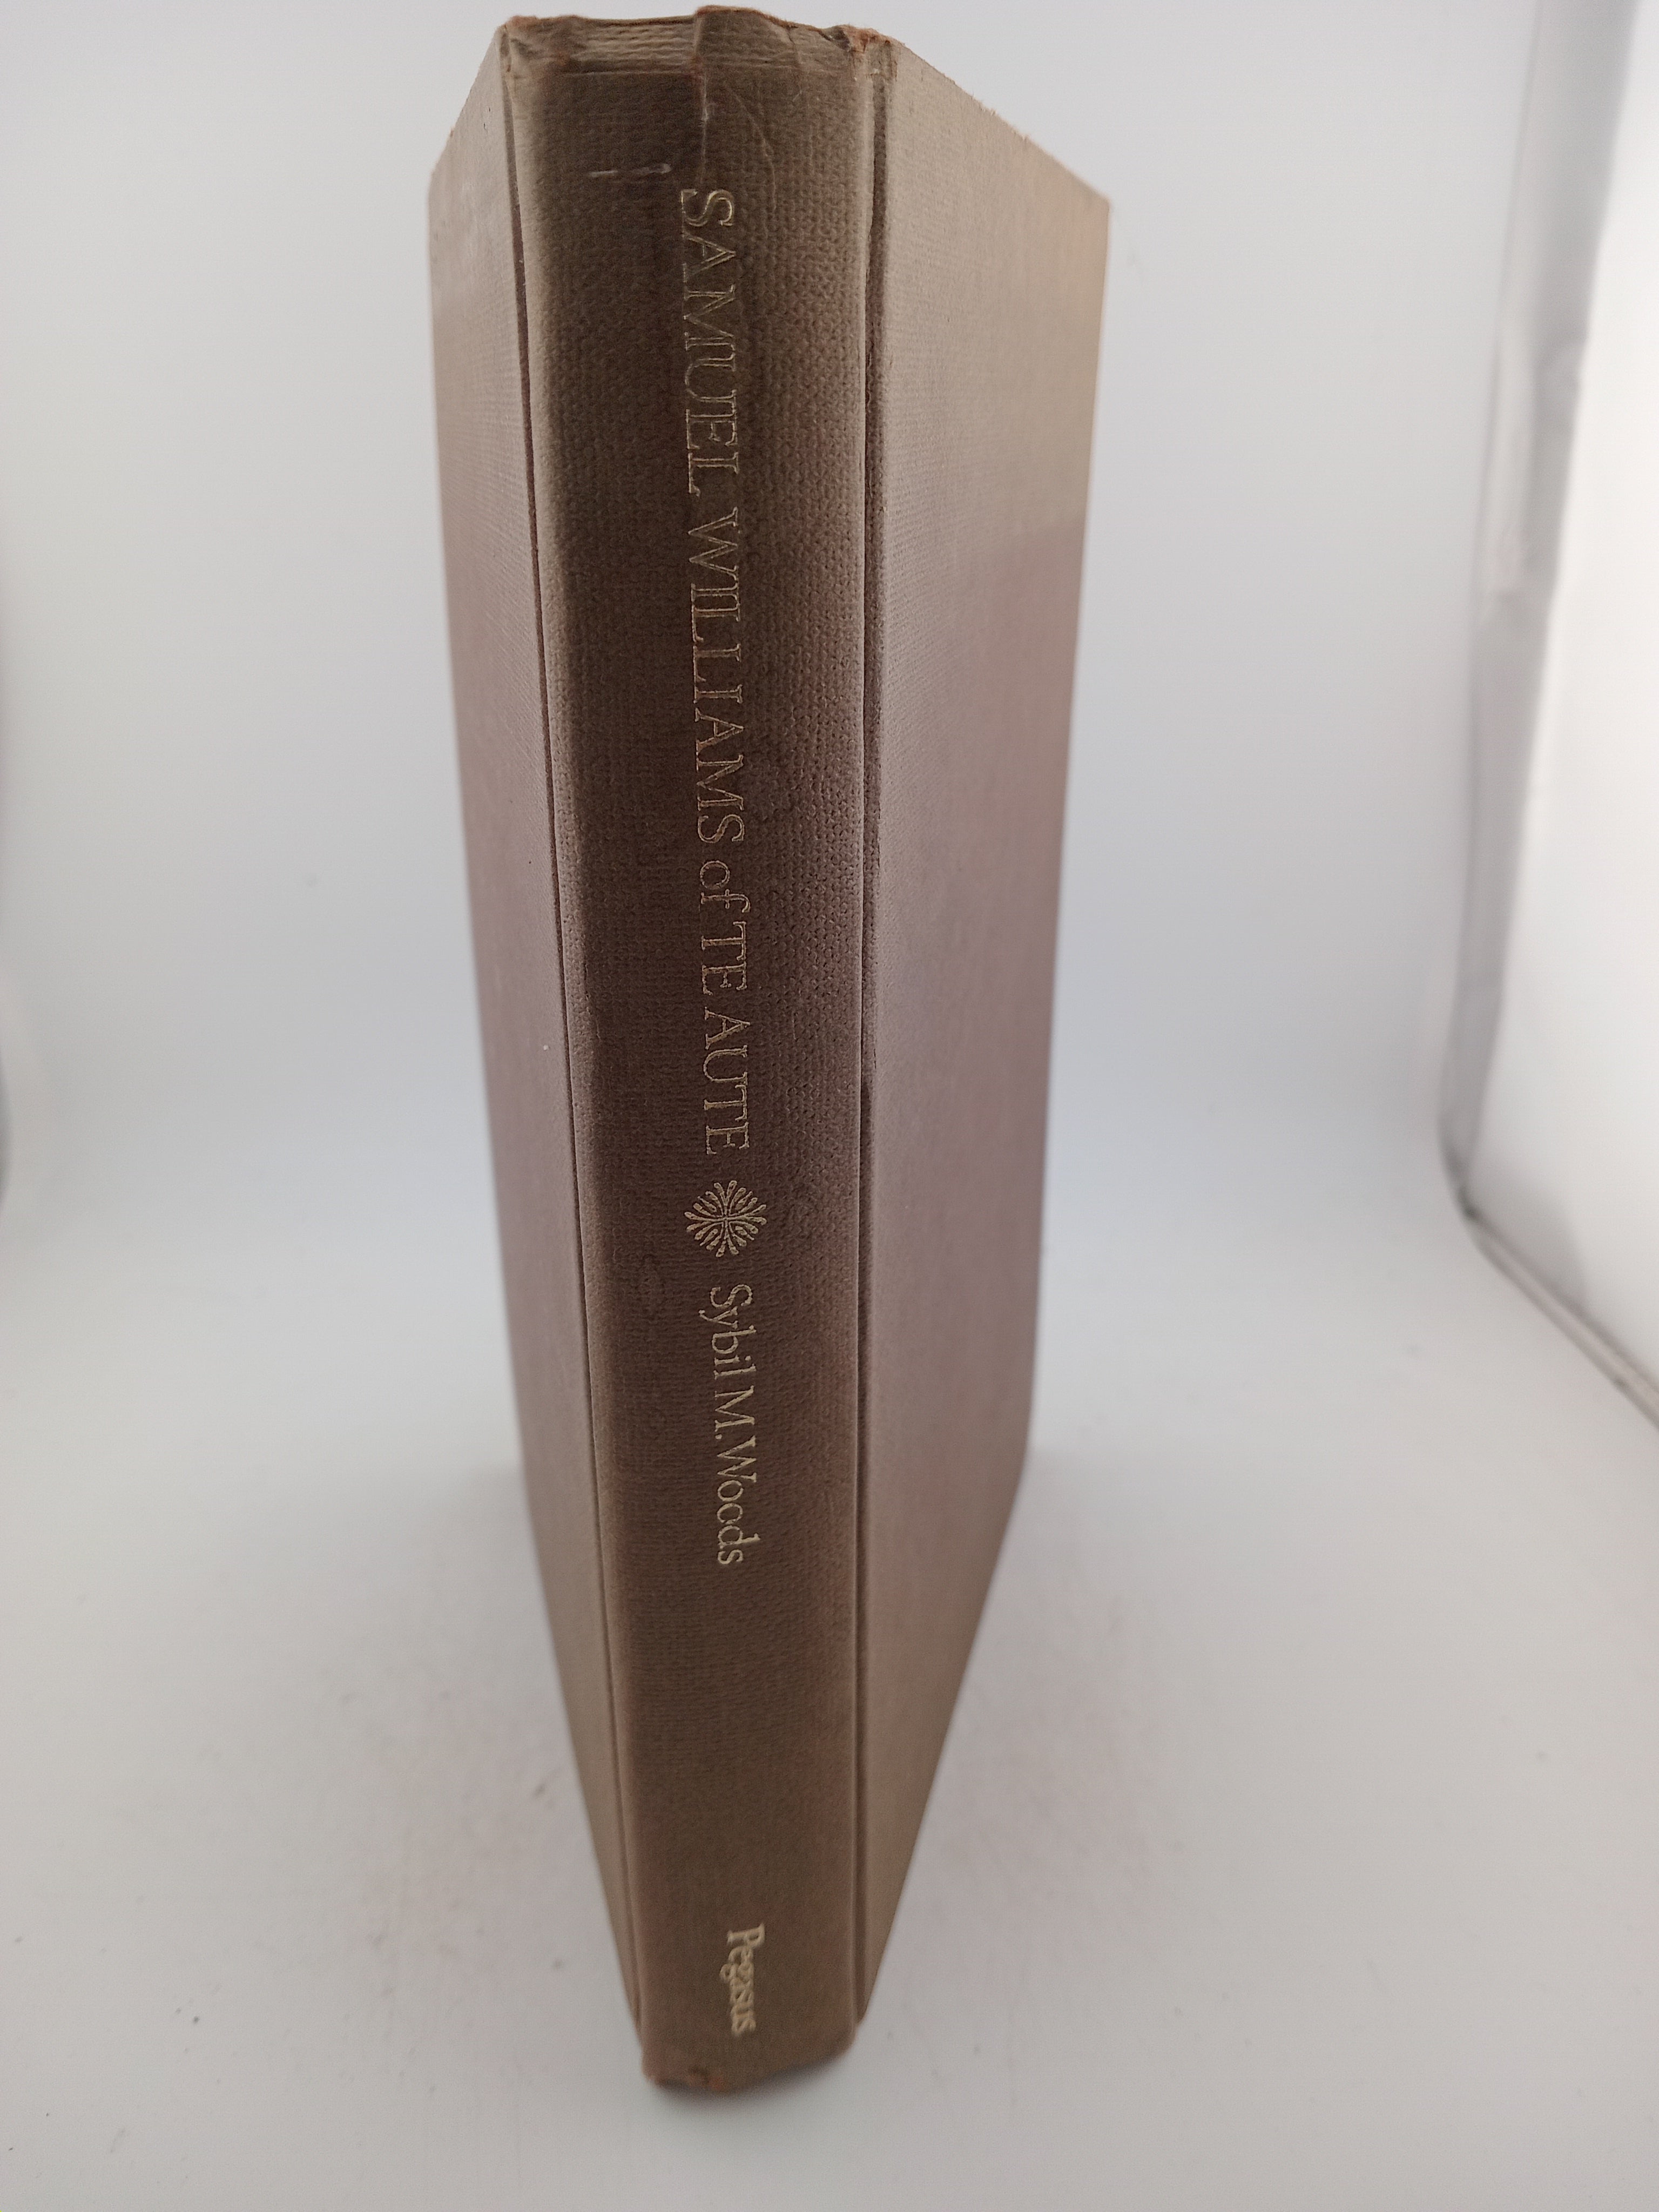 SAMUEL WILLIAMS of TE AUTE Sybil M. Woods
Pegasus